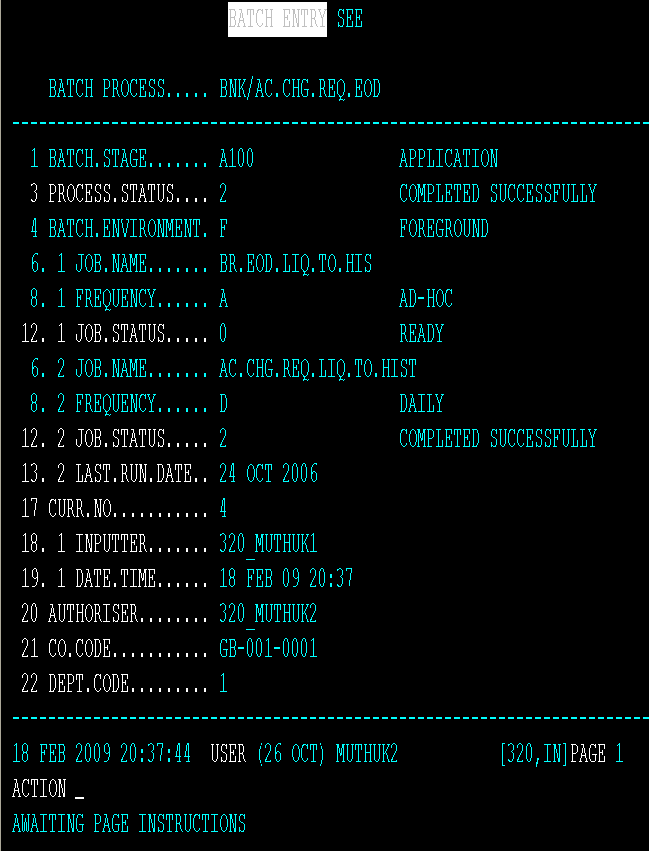 BATCH ENTRY SEE
BATCH PROCESS..... BNK/AC.CHG.REQ.EOD
1 BATCH.STAGE....... A100 APPLICATION
3 PROCESS.STATUS.... 2 COMPLETED SUCCESSFULLY
4 BATCH.ENVIRONMENT. F FOREGROUND
6. 1 JOB.NAME....... BR.EOD.LIQ.TO.HIS
8. 1 FREQUENCY...... A AD-HOC
12. 1 JOB.STATUS..... 0 READY
6. 2 JOB.NAME....... AC.CHG.REQ.LIQ.TO.HIST
8. 2 FREQUENCY...... D DAILY
12. 2 JOB.STATUS..... 2 COMPLETED SUCCESSFULLY
13. 2 LAST.RUN.DATE.. 24 OCT 2006
17 CURR.NO........... 4
18. 1 INPUTTER....... 320_MUTHUK1
19. 1 DATE.TIME...... 18 FEB 09 20:37
20 AUTHORISER........ 320_MUTHUK2
21 CO.CODE........... GB-001-0001
22 DEPT.CODE......... 1
18 FEB 2009 20:37:44 USER (26 OCT) MUTHUK2 [320,IN]PAGE 1
ACTION _
AWAITING PAGE INSTRUCTIONS